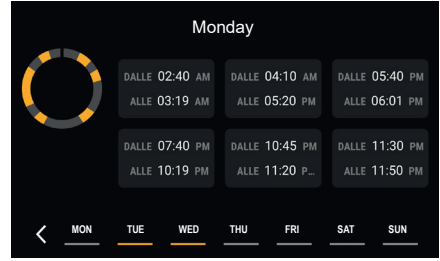 Monday
DALLE 02:40 AM DALLE 04:10 AM DALLE 05:40 PM
ALLE 03:19 AM ALLE 05:20 PM ALLE 06:01 PM
DALLE 07:40 PM DALLE 10:45 PM DALLE 11:30 PM
ALLE 10:19 PM ALLE 11:20 P... ALLE 11:50 PM
MON TUE WED THU FRI SAT SUN